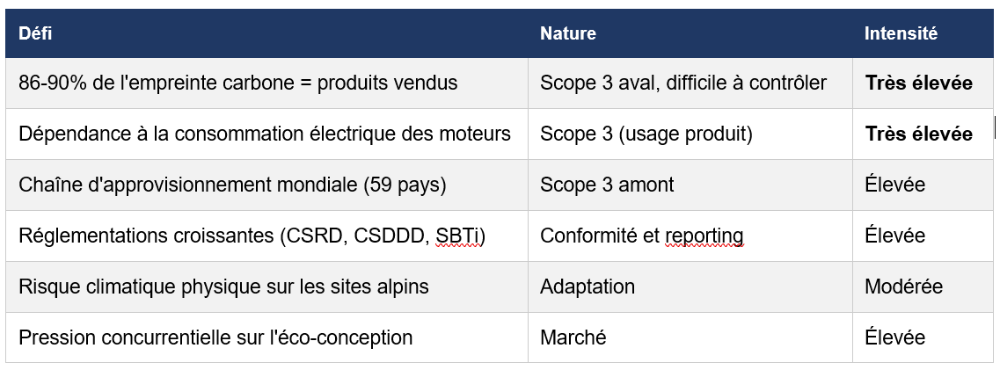 Défi Nature Intensité
86-90% de l'empreinte carbone = produits vendus Scope 3 aval, difficile à contrôler Très élevée
Dépendance à la consommation électrique des moteurs Scope 3 (usage produit) Très élevée
Chaîne d'approvisionnement mondiale (59 pays) Scope 3 amont Élevée
Réglementations croissantes (CSRD, CSDDD, SBTi) Conformité et reporting Élevée
Risque climatique physique sur les sites alpins Adaptation Modérée
Pression concurrentielle sur l'éco-conception Marché Élevée